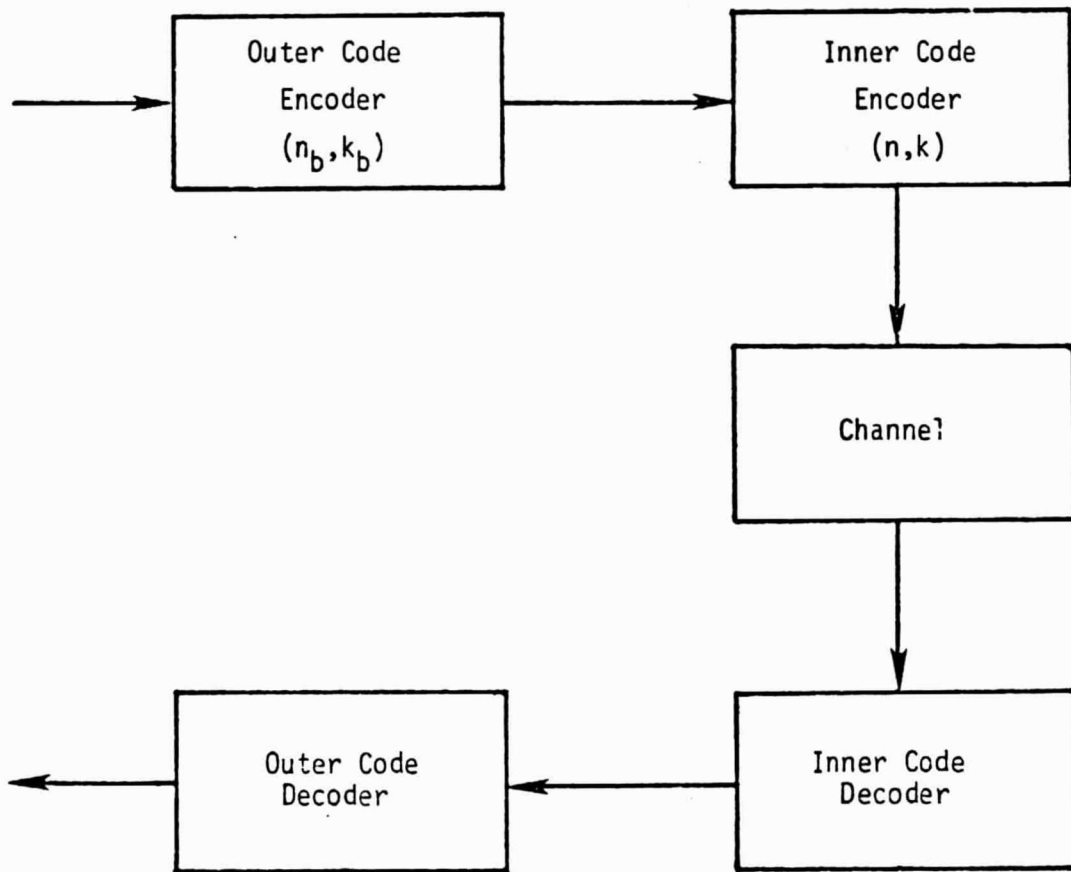 Outer Code
Encoder
(n_b,k_b)
Inner Code
Encoder
(n,k)
Channel
Outer Code
Decoder
Inner Code
Decoder